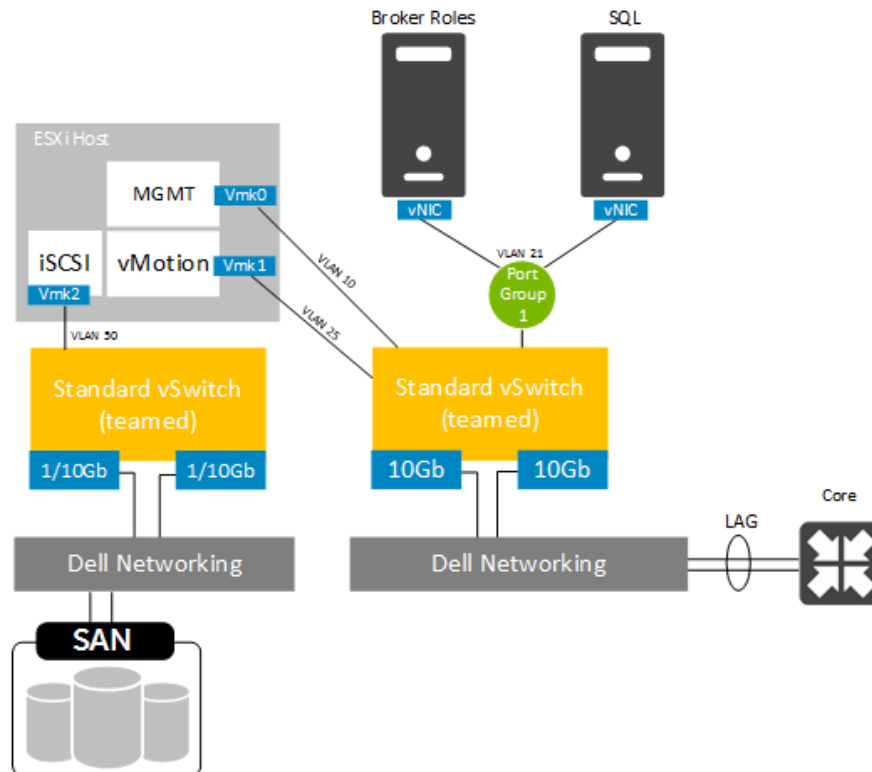 Broker Roles
SQL
ESXi Host
MGMT
Vmk0
vNIC
vNIC
iSCSI
vMotion
Vmk1
VLAN 21
Vmk2
VLAN 10
Port
Group
1
VLAN 25
VLAN 50
Standard vSwitch
(teamed)
Standard vSwitch
(teamed)
1/10Gb
1/10Gb
10Gb
10Gb
Core
LAG
Dell Networking
Dell Networking
SAN